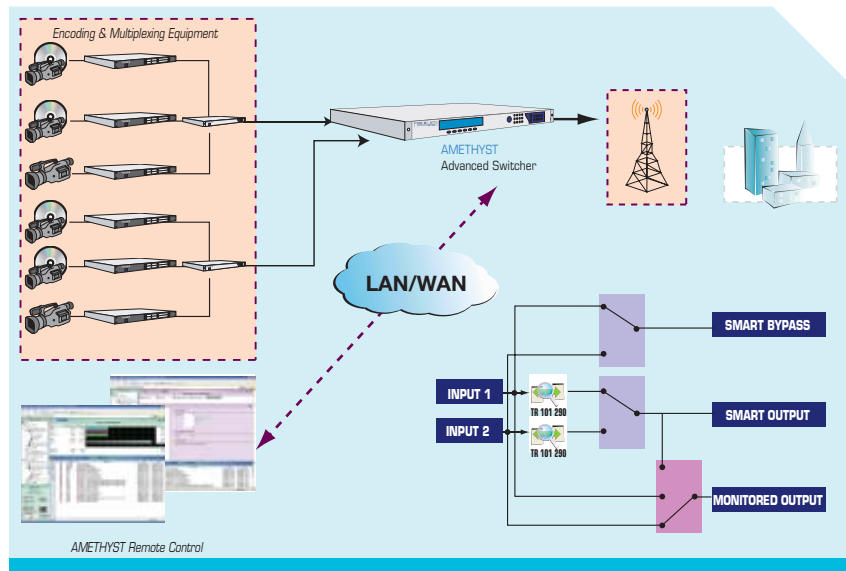 Encoding & Multiplexing Equipment
AMETHYST
Advanced Switcher
LAN/WAN
SMART BYPASS
INPUT 1
TR 101 290
SMART OUTPUT
INPUT 2
TR 101 290
MONITORED OUTPUT
AMETHYST Remote Control